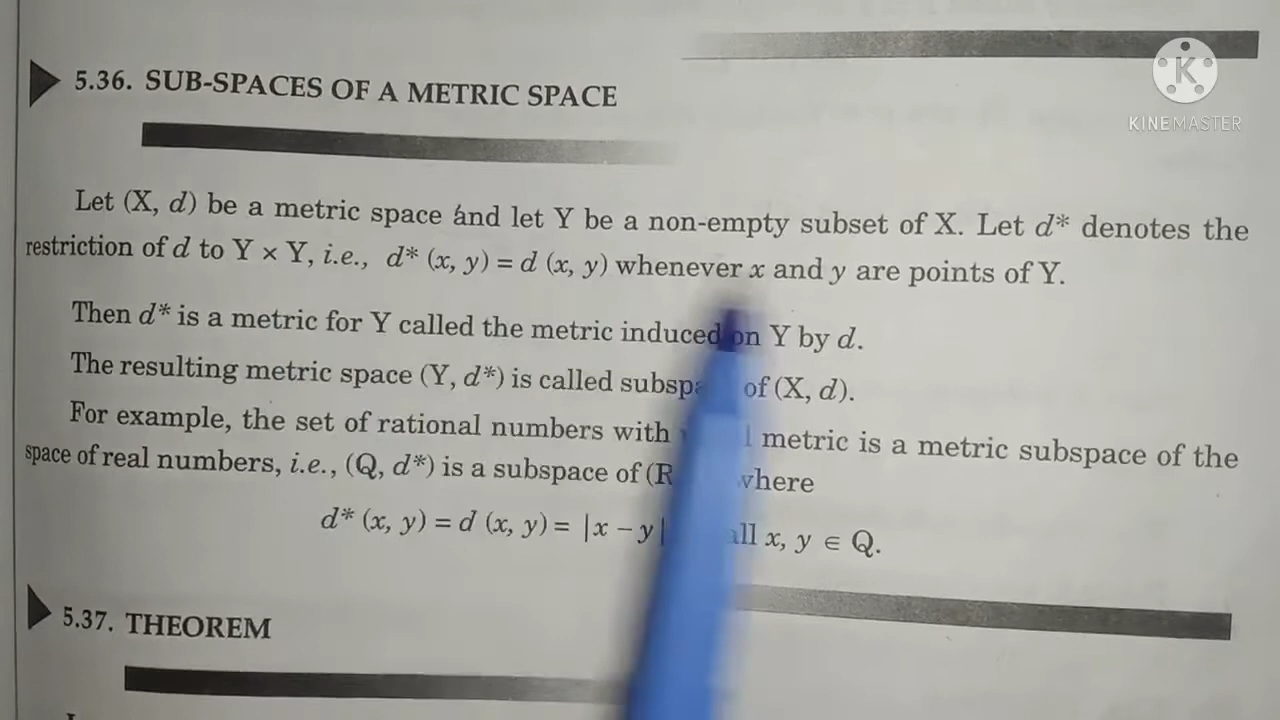 5.36. SUB-SPACES OF A METRIC SPACE
KINEMASTER
Let (X, d) be a metric space and let Y be a non-empty subset of X. Let d* denotes the
restriction of d to Y × Y, i.e., d* (x, y) = d (x, y) whenever x and y are points of Y.
Then d* is a metric for Y called the metric induced on Y by d.
The resulting metric space (Y, d*) is called of (X, d).
For example, the set of rational numbers with metric is a metric subspace of the
space of real numbers, i.e., (Q, d*) is a subspace of (R where
d* (x, y) = d (x, y) = |x – y| all x, y ∈ Q.
5.37. THEOREM